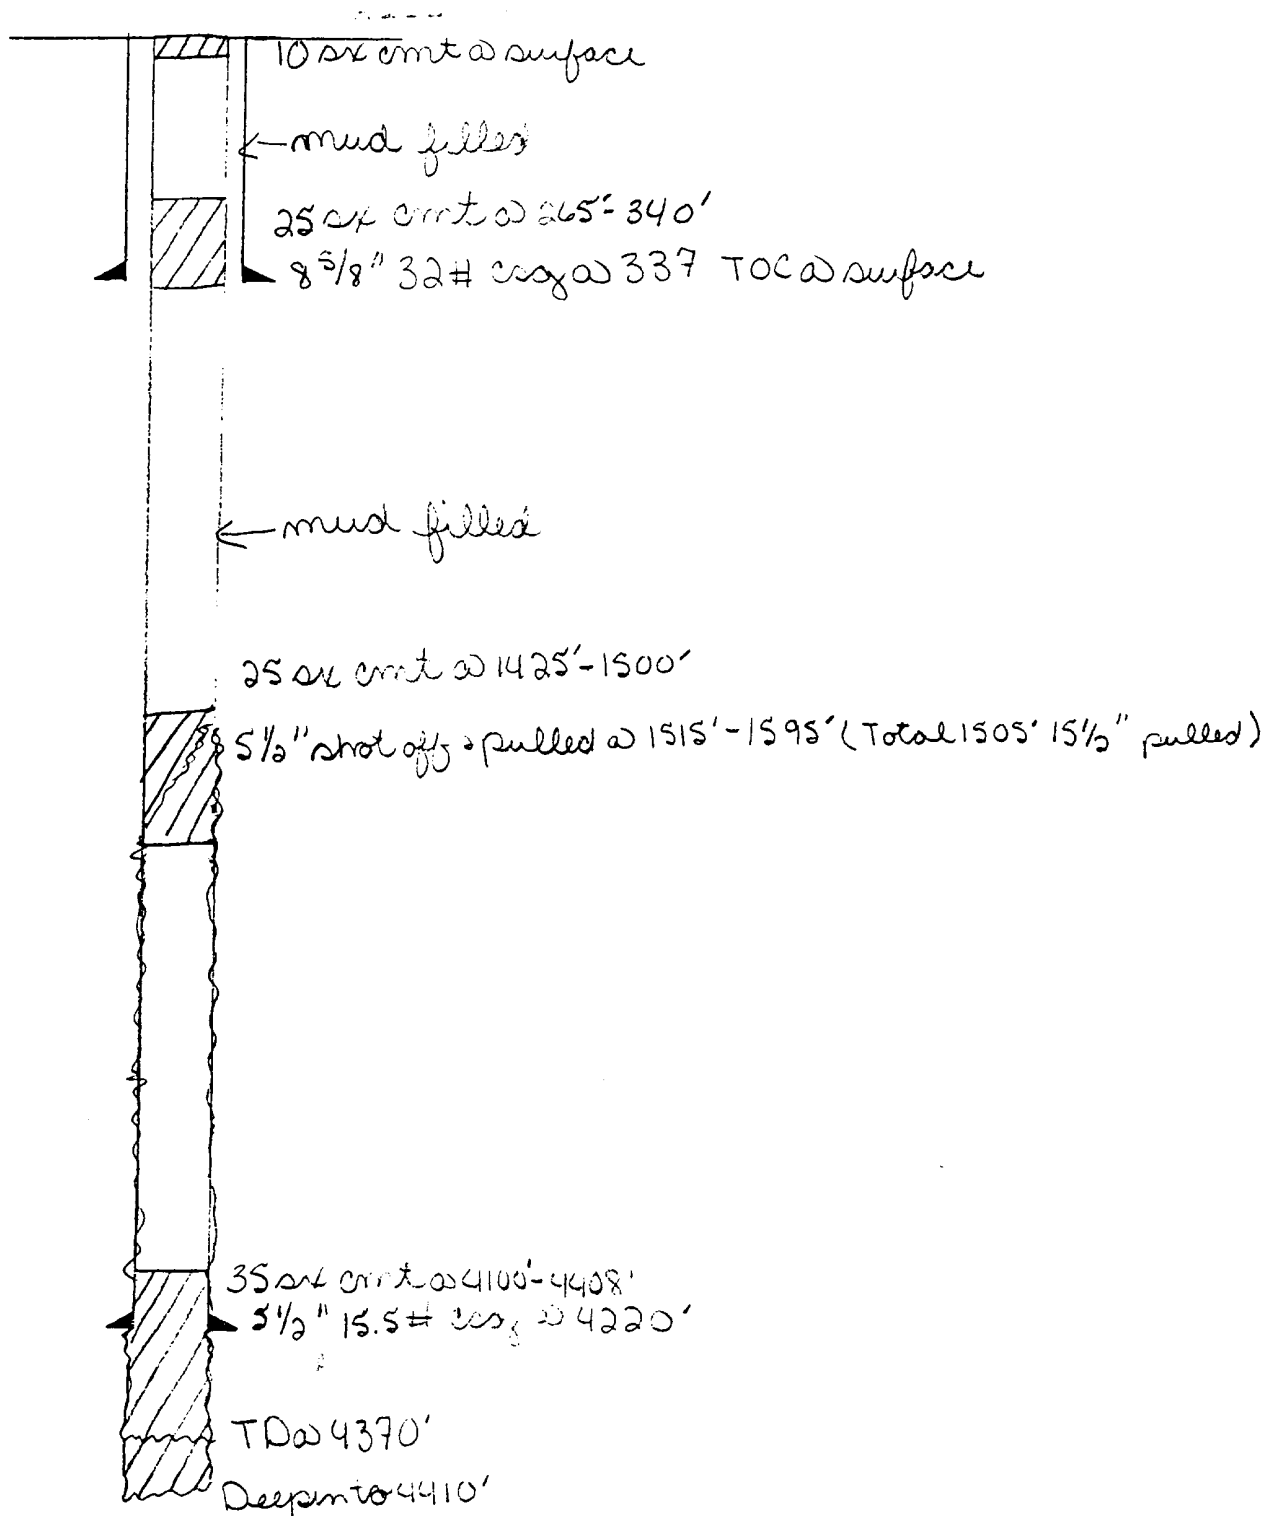 10 sx cmt @ surface
mud filled
25 sx cmt @ 265'-340'
8 5/8" 32# csg @ 337 TOC @ surface
mud filled
25 sx cmt @ 1425'-1500'
5 1/2" shot off & pulled @ 1515'-1595' (Total 1505' 15 1/2" pulled)
35 sx cmt @ 4100'-4408'
5 1/2" 15.5# csg @ 4220'
TD @ 4370'
Deepen to 4410'